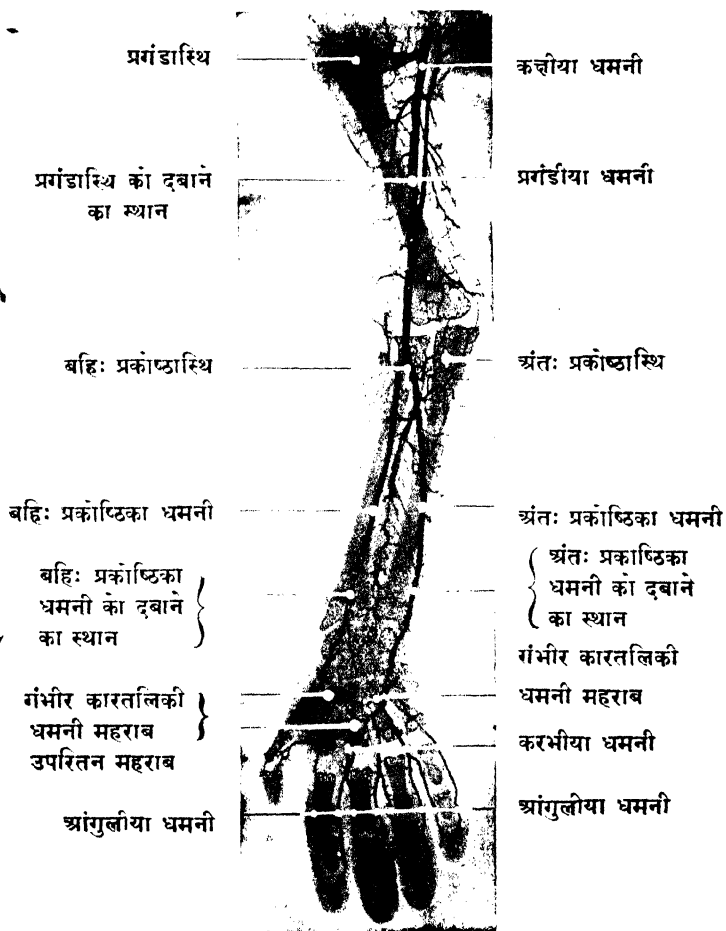 प्रगंडास्थि
प्रगंडास्थि को दबाने
का स्थान
बहिः प्रकोष्ठास्थि
बहिः प्रकोष्ठिका धमनी
बहिः प्रकोष्ठिका
धमनी को दबाने
का स्थान
गंभीर कारतलिकी
धमनी महराब
उपरितन महराब
आंगुलीया धमनी
कक्षीया धमनी
प्रगंडीया धमनी
अंतः प्रकोष्ठास्थि
अंतः प्रकोष्ठिका धमनी
अंतः प्रकाष्ठिका
धमनी को दबाने
का स्थान
गंभीर कारतलिकी
धमनी महराब
करभीया धमनी
आंगुलीया धमनी